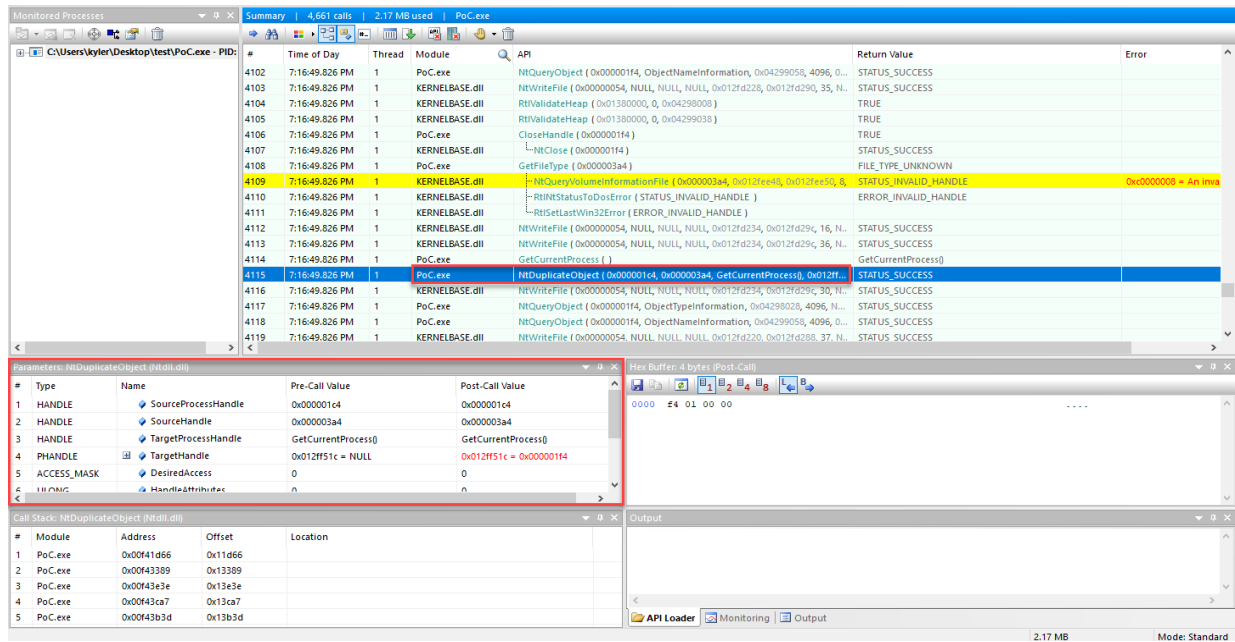 Monitored Processes
Summary | 4,661 calls | 2.17 MB used | PoC.exe
C:\Users\kyler\Desktop\test\PoC.exe - PID:
# Time of Day Thread Module API Return Value Error
4102 7:16:49.826 PM 1 PoC.exe NtQueryObject ( 0x000001f4, ObjectNameInformation, 0x04299058, 4096, 0... STATUS_SUCCESS
4103 7:16:49.826 PM 1 KERNELBASE.dll NtWriteFile ( 0x00000054, NULL, NULL, NULL, 0x012fd228, 0x012fd290, 35, N... STATUS_SUCCESS
4104 7:16:49.826 PM 1 KERNELBASE.dll RtlValidateHeap ( 0x01380000, 0, 0x04298008 ) TRUE
4105 7:16:49.826 PM 1 KERNELBASE.dll RtlValidateHeap ( 0x01380000, 0, 0x04299038 ) TRUE
4106 7:16:49.826 PM 1 PoC.exe CloseHandle ( 0x000001f4 ) TRUE
4107 7:16:49.826 PM 1 KERNELBASE.dll NtClose ( 0x000001f4 ) STATUS_SUCCESS
4108 7:16:49.826 PM 1 PoC.exe GetFileType ( 0x000003a4 ) FILE_TYPE_UNKNOWN
4109 7:16:49.826 PM 1 KERNELBASE.dll NtQueryVolumeInformationFile ( 0x000003a4, 0x012fee48, 0x012fee50, 8, STATUS_INVALID_HANDLE 0xc0000008 = An inva
4110 7:16:49.826 PM 1 KERNELBASE.dll RtlNtStatusToDosError ( STATUS_INVALID_HANDLE ) ERROR_INVALID_HANDLE
4111 7:16:49.826 PM 1 KERNELBASE.dll RtlSetLastWin32Error ( ERROR_INVALID_HANDLE )
4112 7:16:49.826 PM 1 KERNELBASE.dll NtWriteFile ( 0x00000054, NULL, NULL, NULL, 0x012fd234, 0x012fd29c, 16, N... STATUS_SUCCESS
4113 7:16:49.826 PM 1 KERNELBASE.dll NtWriteFile ( 0x00000054, NULL, NULL, NULL, 0x012fd234, 0x012fd29c, 36, N... STATUS_SUCCESS
4114 7:16:49.826 PM 1 PoC.exe GetCurrentProcess ( ) GetCurrentProcess()
4115 7:16:49.826 PM 1 PoC.exe NtDuplicateObject ( 0x000001c4, 0x000003a4, GetCurrentProcess(), 0x012ff... STATUS_SUCCESS
4116 7:16:49.826 PM 1 KERNELBASE.dll NtWriteFile ( 0x00000054, NULL, NULL, NULL, 0x012fd234, 0x012fd29c, 30, N... STATUS_SUCCESS
4117 7:16:49.826 PM 1 PoC.exe NtQueryObject ( 0x000001f4, ObjectTypeInformation, 0x04298028, 4096, N... STATUS_SUCCESS
4118 7:16:49.826 PM 1 PoC.exe NtQueryObject ( 0x000001f4, ObjectNameInformation, 0x04299058, 4096, 0... STATUS_SUCCESS
4119 7:16:49.826 PM 1 KERNELBASE.dll NtWriteFile ( 0x00000054, NULL, NULL, NULL, 0x012fd220, 0x012fd288, 37, N... STATUS_SUCCESS
Parameters: NtDuplicateObject (Ntdll.dll)
# Type Name Pre-Call Value Post-Call Value
1 HANDLE SourceProcessHandle 0x000001c4 0x000001c4
2 HANDLE SourceHandle 0x000003a4 0x000003a4
3 HANDLE TargetProcessHandle GetCurrentProcess() GetCurrentProcess()
4 PHANDLE TargetHandle 0x012ff51c = NULL 0x012ff51c = 0x000001f4
5 ACCESS_MASK DesiredAccess 0 0
6 ULONG HandleAttributes 0 0
Hex Buffer: 4 bytes (Post-Call)
0000 f4 01 00 00 ....
Call Stack: NtDuplicateObject (Ntdll.dll)
# Module Address Offset Location
1 PoC.exe 0x00f41d66 0x11d66
2 PoC.exe 0x00f43389 0x13389
3 PoC.exe 0x00f43e3e 0x13e3e
4 PoC.exe 0x00f43ca7 0x13ca7
5 PoC.exe 0x00f43b3d 0x13b3d
Output
API Loader Monitoring Output
2.17 MB Mode: Standard